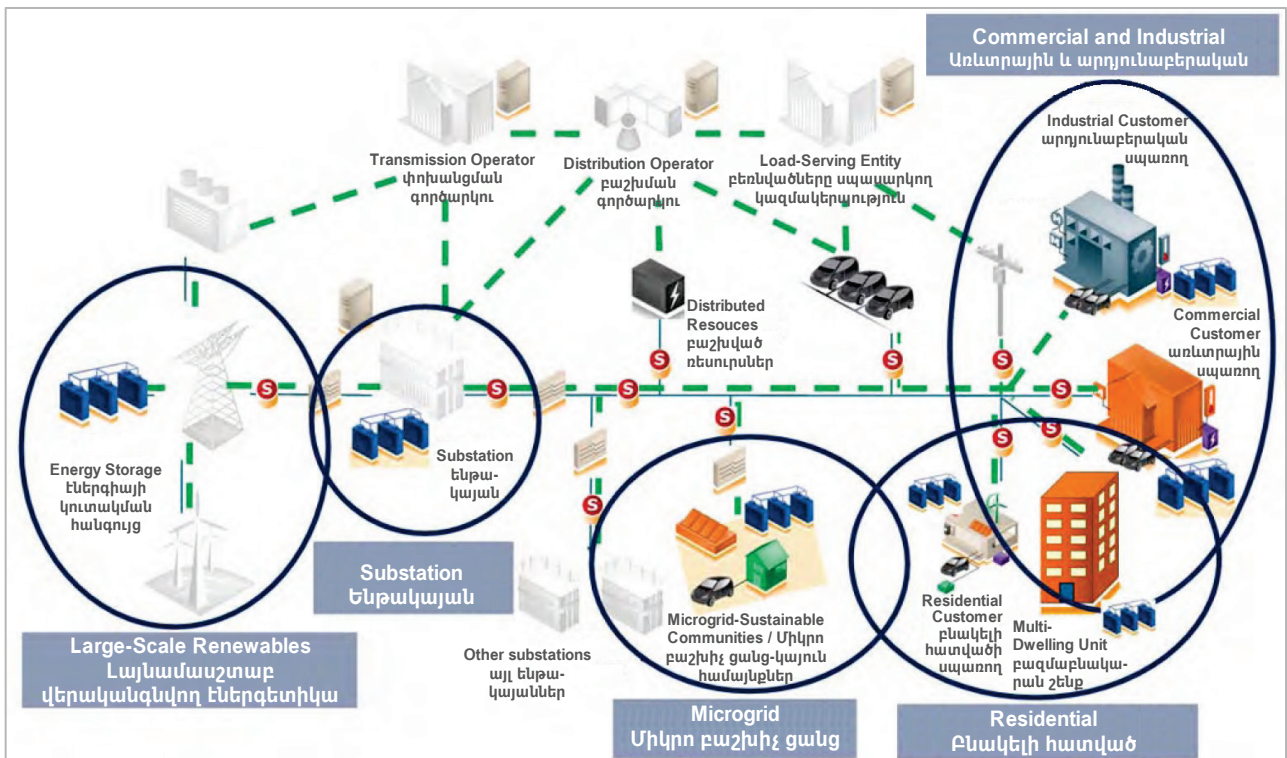 Commercial and Industrial
Առևտրային և արդյունաբերական
Industrial Customer
արդյունաբերական
սպառող
Transmission Operator
փոխանցման
գործարկու
Distribution Operator
բաշխման
գործարկու
Load-Serving Entity
բեռնվածները սպասարկող
կազմակերպություն
Distributed
Resouces
բաշխված
ռեսուրսներ
Commercial
Customer
առևտրային
սպառող
S
S
S
S
S
S
S
S
S
S
S
Energy Storage
էներգիայի
կուտակման
հանգույց
Substation
ենթա-
կայան
Substation
Ենթակայան
Large-Scale Renewables
Լայնամասշտաբ
վերականգնվող էներգետիկա
Other substations
այլ ենթա-
կայաններ
Microgrid-Sustainable
Communities / Միկրո
բաշխիչ ցանց-կայուն
համայնքներ
Residential
Customer
բնակելի
հատվածի
սպառող
Multi-
Dwelling Unit
բազմաբնակա-
րան շենք
Microgrid
Միկրո բաշխիչ ցանց
Residential
Բնակելի հատված